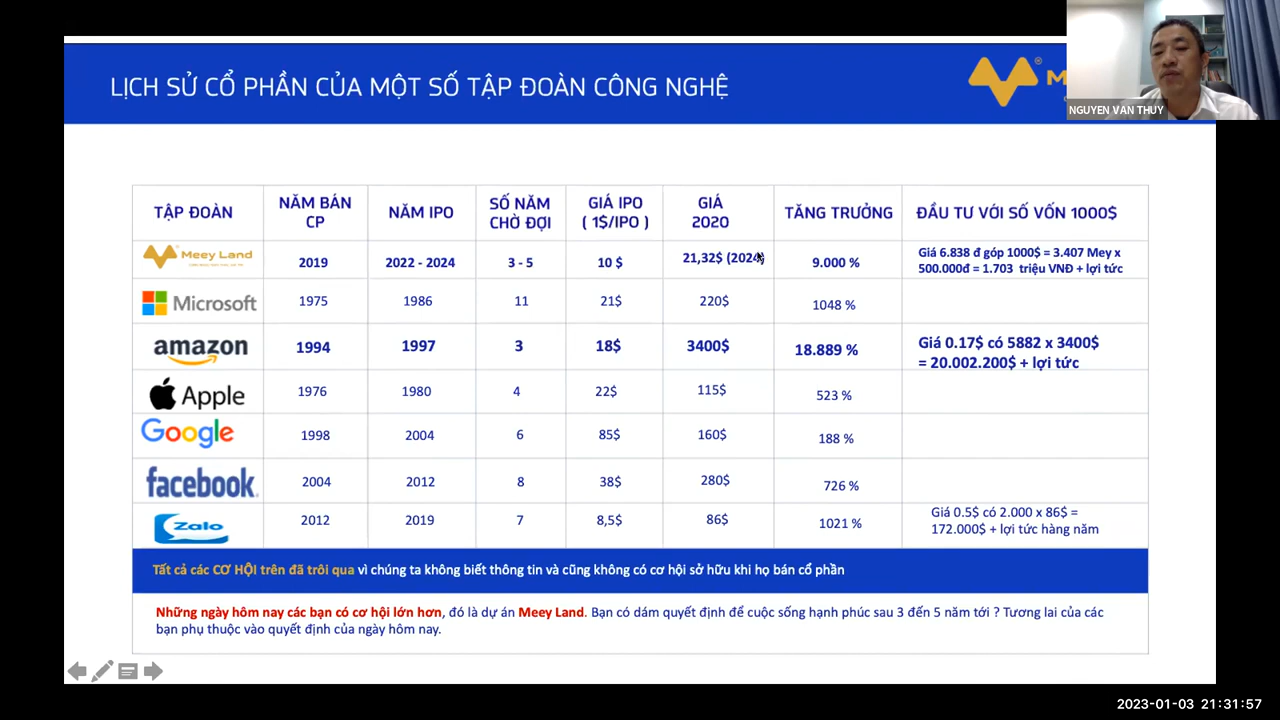 LỊCH SỬ CỔ PHẦN CỦA MỘT SỐ TẬP ĐOÀN CÔNG NGHỆ
NGUYEN VAN THUY
TẬP ĐOÀN
NĂM BÁN CP
NĂM IPO
SỐ NĂM CHỜ ĐỢI
GIÁ IPO ( 1$/IPO )
GIÁ 2020
TĂNG TRƯỞNG
ĐẦU TƯ VỚI SỐ VỐN 1000$
Meey Land 2019 2022 - 2024 3 - 5 10 $ 21,32$ (2024) 9.000 %
Giá 6.838 đ góp 1000$ = 3.407 Mey x
500.000đ = 1.703 triệu VNĐ + lợi tức
Microsoft 1975 1986 11 21$ 220$ 1048 %
amazon 1994 1997 3 18$ 3400$ 18.889 %
Giá 0.17$ có 5882 x 3400$
= 20.002.200$ + lợi tức
Apple 1976 1980 4 22$ 115$ 523 %
Google 1998 2004 6 85$ 160$ 188 %
facebook 2004 2012 8 38$ 280$ 726 %
Zalo 2012 2019 7 8,5$ 86$ 1021 %
Giá 0.5$ có 2.000 x 86$ =
172.000$ + lợi tức hàng năm
Tất cả các CƠ HỘI trên đã trôi qua vì chúng ta không biết thông tin và cũng không có cơ hội sở hữu khi họ bán cổ phần
Những ngày hôm nay các bạn có cơ hội lớn hơn, đó là dự án Meey Land. Bạn có dám quyết định để cuộc sống hạnh phúc sau 3 đến 5 năm tới ? Tương lai của các
bạn phụ thuộc vào quyết định của ngày hôm nay.
2023-01-03 21:31:57